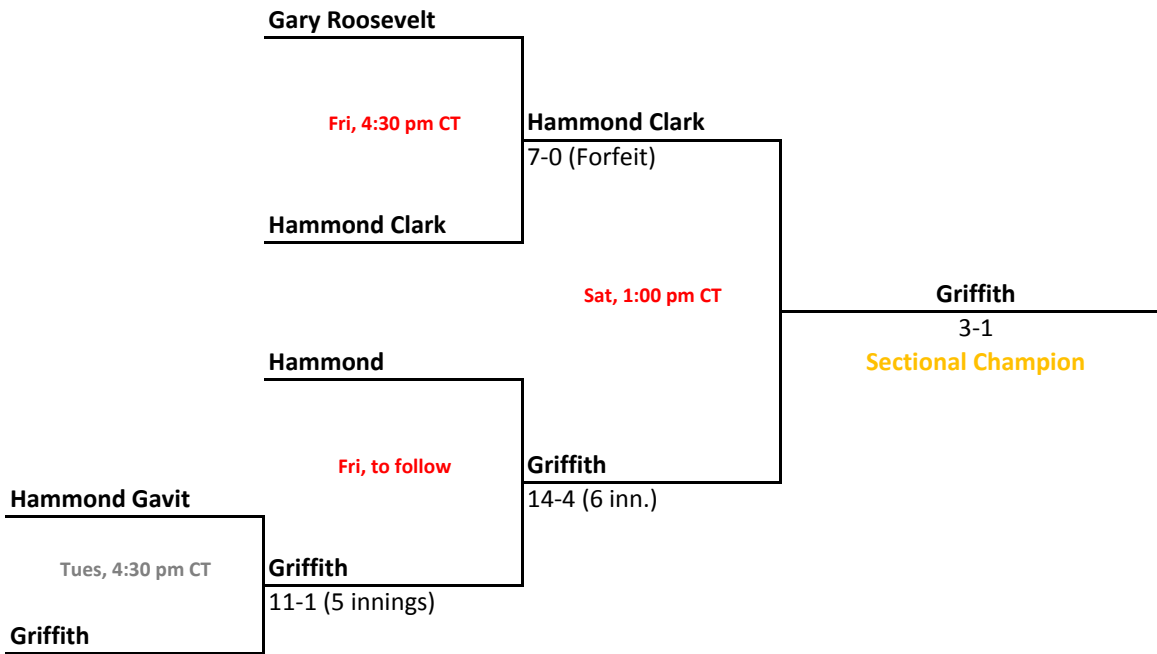 Gary Roosevelt
Fri, 4:30 pm CT
Hammond Clark
7-0 (Forfeit)
Hammond Clark
Sat, 1:00 pm CT
Griffith
3-1
Sectional Champion
Hammond
Fri, to follow
Griffith
14-4 (6 inn.)
Hammond Gavit
Tues, 4:30 pm CT
Griffith
11-1 (5 innings)
Griffith